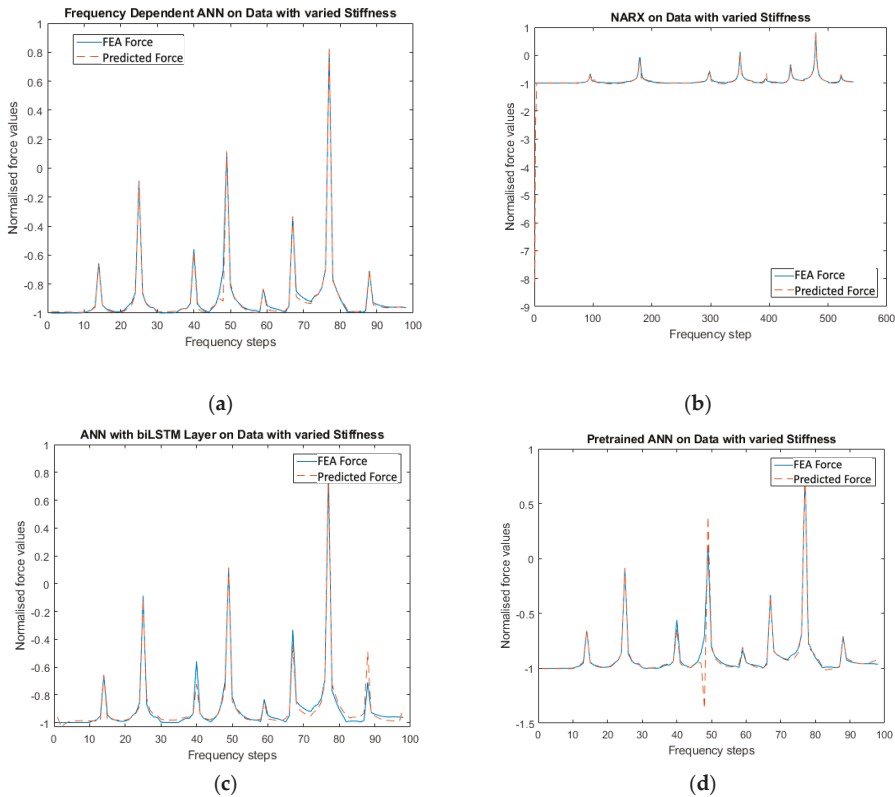 Frequency Dependent ANN on Data with varied Stiffness
FEA Force
Predicted Force
Normalised force values
1
0.8
0.6
0.4
0.2
0
-0.2
-0.4
-0.6
-0.8
-1
0 10 20 30 40 50 60 70 80 90 100
Frequency steps
(a)
NARX on Data with varied Stiffness
FEA Force
Predicted Force
Normalised force values
1
0
-1
-2
-3
-4
-5
-6
-7
-8
-9
0 100 200 300 400 500 600
Frequency step
(b)
ANN with biLSTM Layer on Data with varied Stiffness
FEA Force
Predicted Force
Normalised force values
1
0.8
0.6
0.4
0.2
0
-0.2
-0.4
-0.6
-0.8
-1
0 10 20 30 40 50 60 70 80 90 100
Frequency steps
(c)
Pretrained ANN on Data with varied Stiffness
FEA Force
Predicted Force
Normalised force values
1
0.5
0
-0.5
-1
-1.5
0 10 20 30 40 50 60 70 80 90 100
Frequency steps
(d)